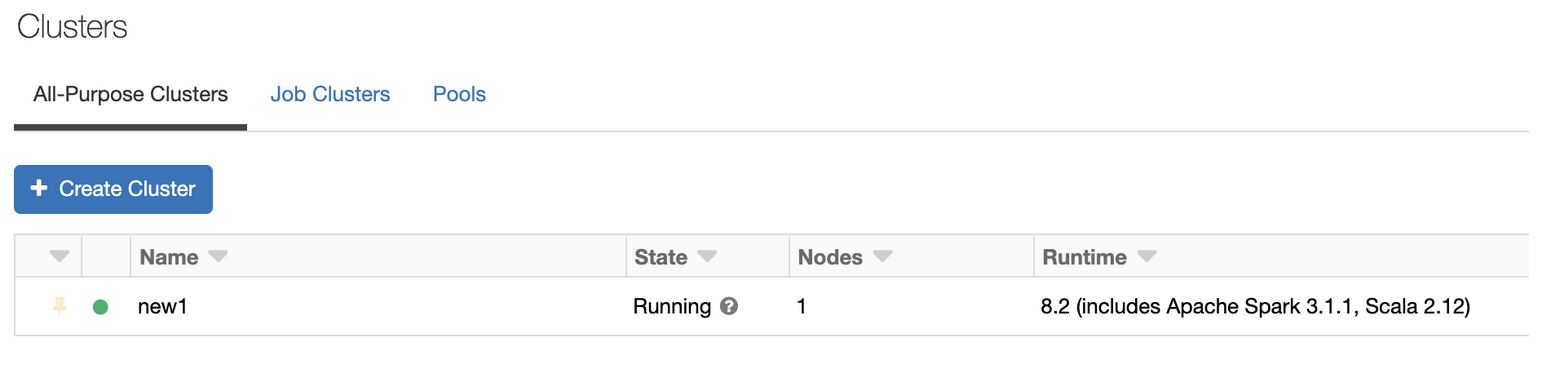 Clusters
All-Purpose Clusters Job Clusters Pools
+ Create Cluster
Name State Nodes Runtime
new1 Running ? 1 8.2 (includes Apache Spark 3.1.1, Scala 2.12)